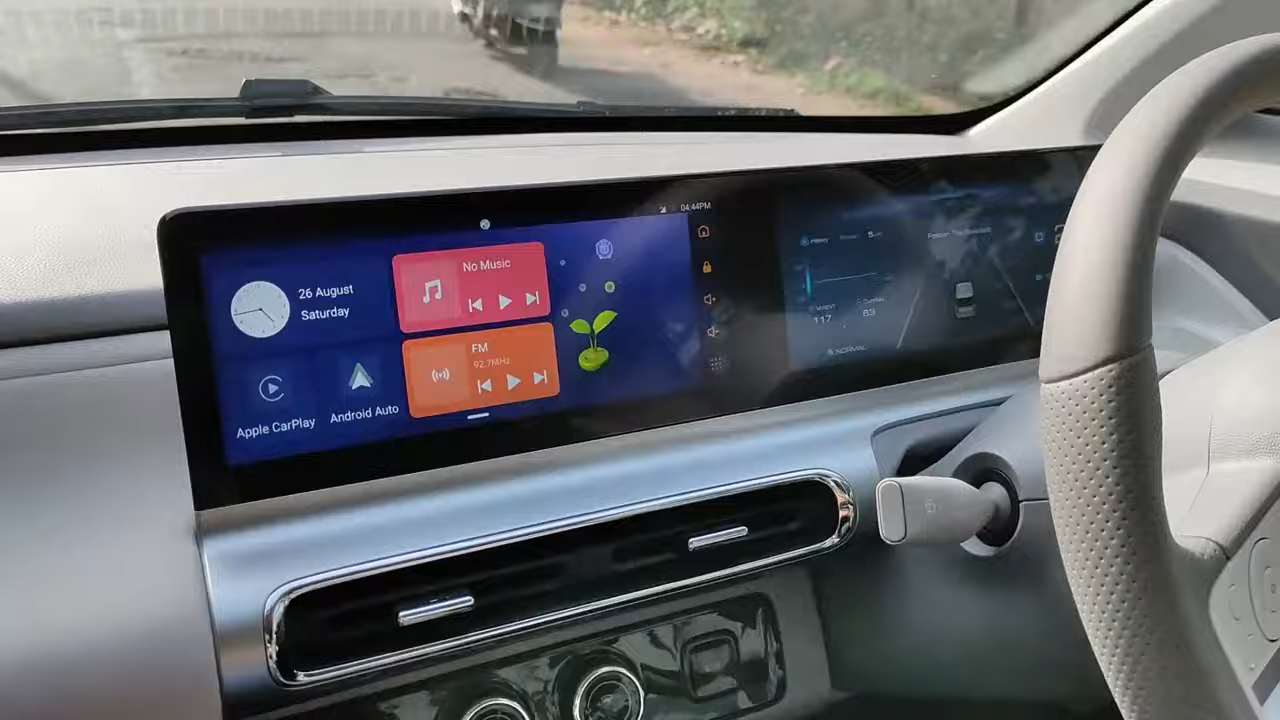 04:44PM
26 August
Saturday
No Music
FM
92.7MHz
Apple CarPlay
Android Auto
117
63
NORMAL